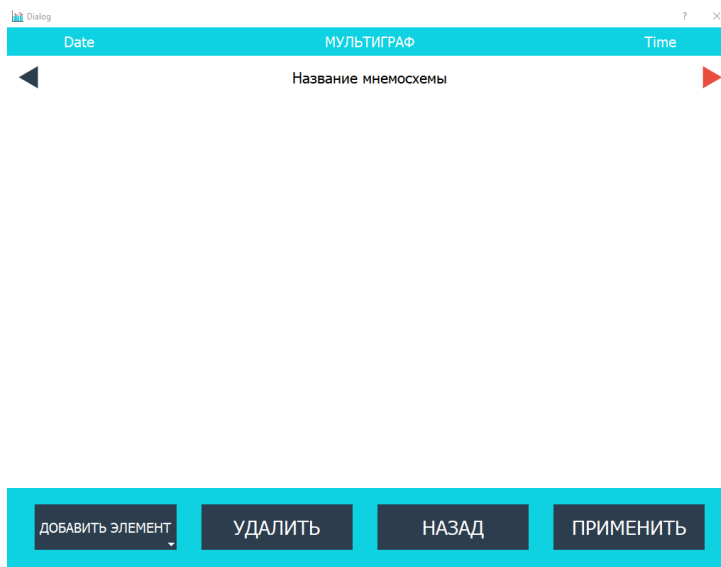 Dialog
?
Date
МУЛЬТИГРАФ
Time
Название мнемосхемы
ДОБАВИТЬ ЭЛЕМЕНТ
УДАЛИТЬ
НАЗАД
ПРИМЕНИТЬ